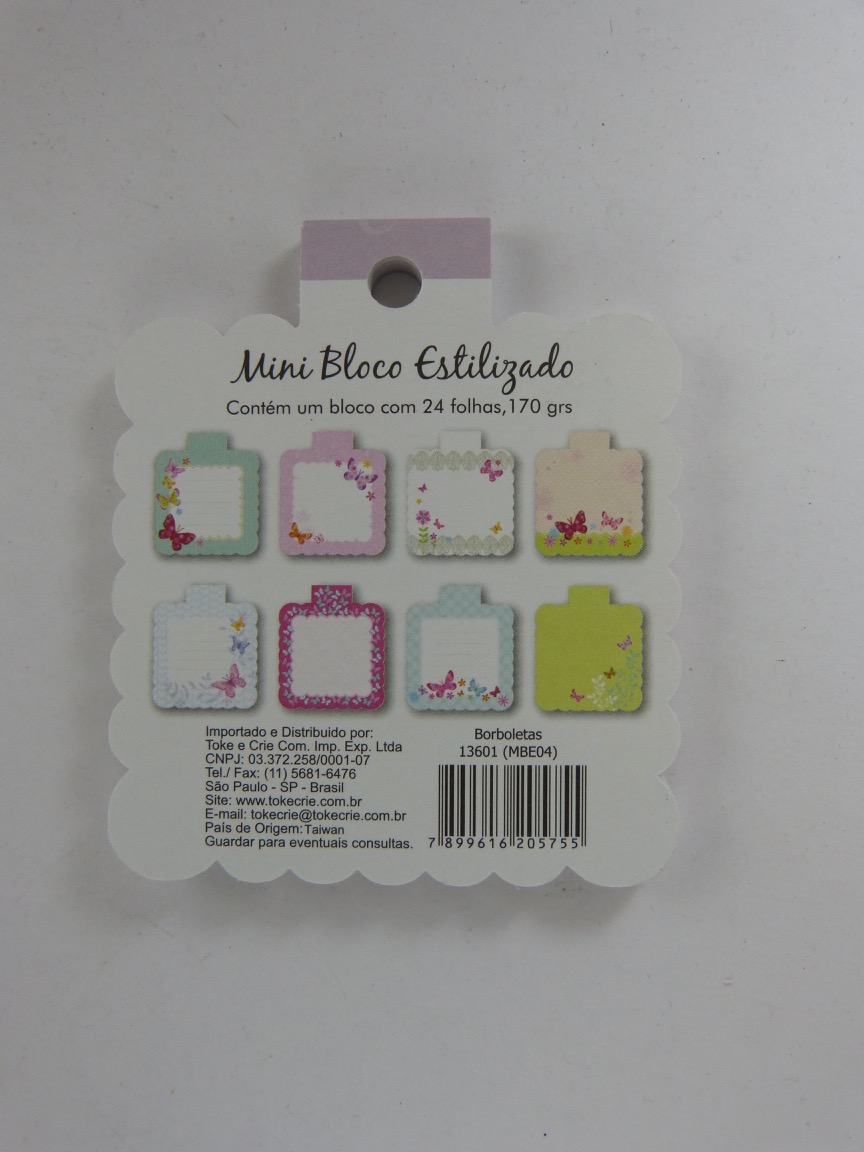 Mini Bloco Estilizado
Contém um bloco com 24 folhas,170 grs
Importado e Distribuido por:
Toke e Crie Com. Imp. Exp. Ltda
CNPJ: 03.372.258/0001-07
Tel./ Fax: (11) 5681-6476
São Paulo - SP - Brasil
Site: www.tokecrie.com.br
E-mail: tokecrie@tokecrie.com.br
País de Origem: Taiwan
Guardar para eventuais consultas.
Borboletas
13601 (MBE04)
7 899616 205755